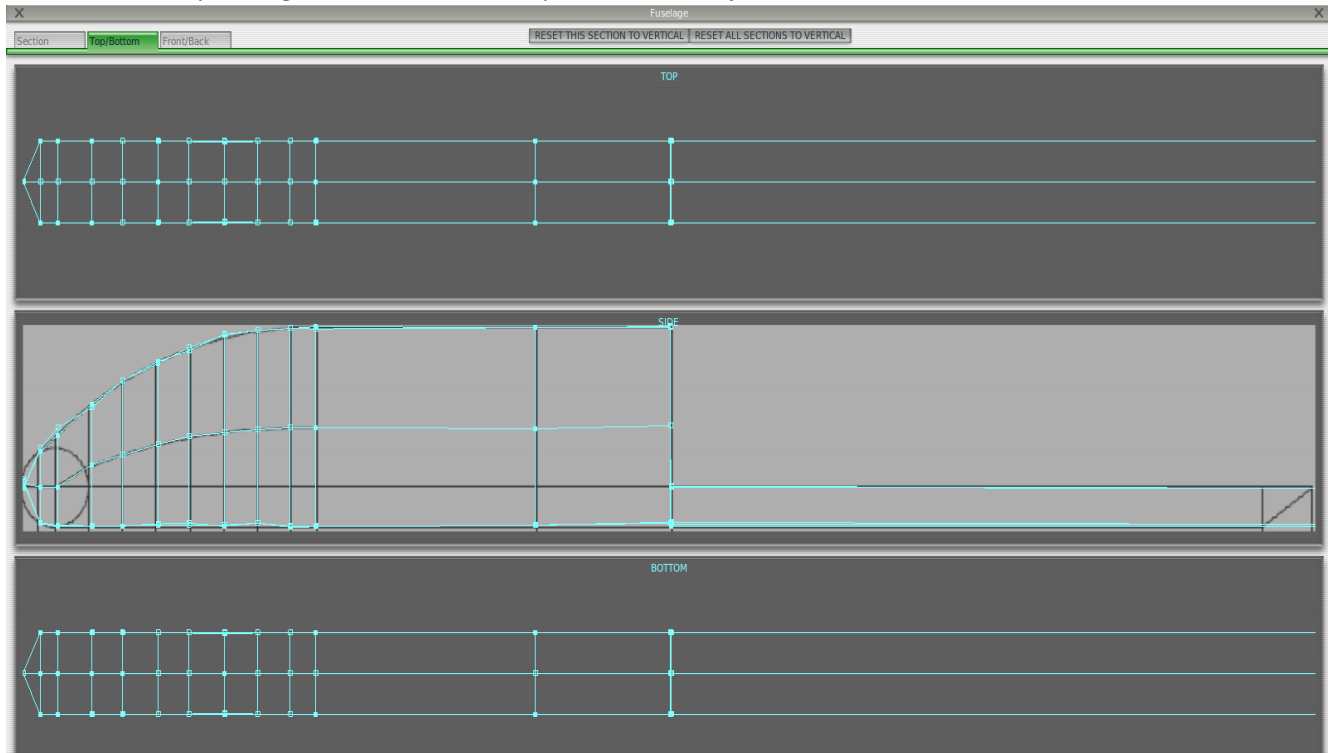 X Fuselage X
Section Top/Bottom Front/Back RESET THIS SECTION TO VERTICAL RESET ALL SECTIONS TO VERTICAL
TOP
SIDE
BOTTOM